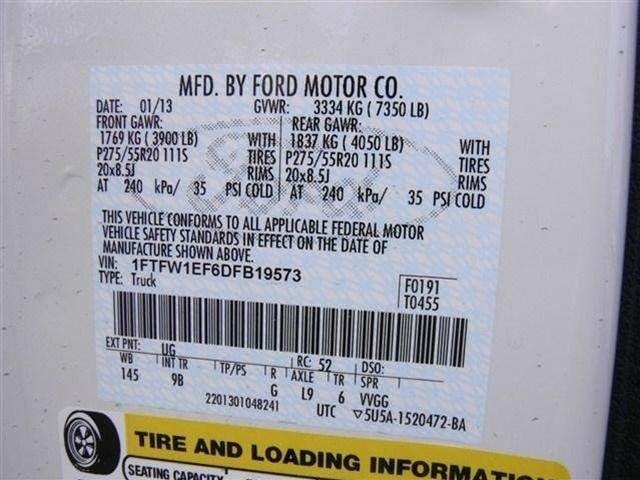 MFD. BY FORD MOTOR CO.
DATE: 01/13 GVWR: 3334 KG ( 7350 LB)
FRONT GAWR: REAR GAWR:
1769 KG ( 3900 LB) WITH 1837 KG ( 4050 LB) WITH
P275/55R20 111S TIRES P275/55R20 111S TIRES
20x8.5J RIMS 20x8.5J RIMS
AT 240 kPa/ 35 PSI COLD AT 240 kPa/ 35 PSI COLD
THIS VEHICLE CONFORMS TO ALL APPLICABLE FEDERAL MOTOR
VEHICLE SAFETY STANDARDS IN EFFECT ON THE DATE OF
MANUFACTURE SHOWN ABOVE.
VIN: 1FTFW1EF6DFB19573 F0191
TYPE: Truck T0455
EXT PNT: UG RC: 52 DSO:
WB INT TR TP/PS R AXLE TR SPR
145 9B G L9 6 VVGG
2201301048241 UTC ▽5U5A-1520472-BA
TIRE AND LOADING INFORMATION
SEATING CAPACITY